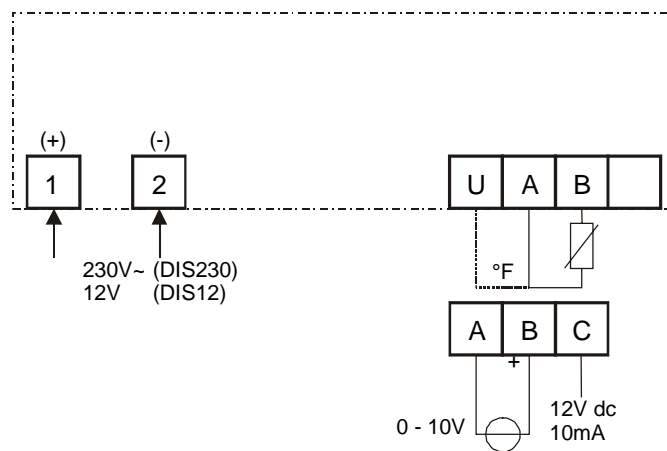 (+) (-)
1 2 U A B
230V~ (DIS230)
12V (DIS12)
°F
A B C
+
0 - 10V
12V dc
10mA